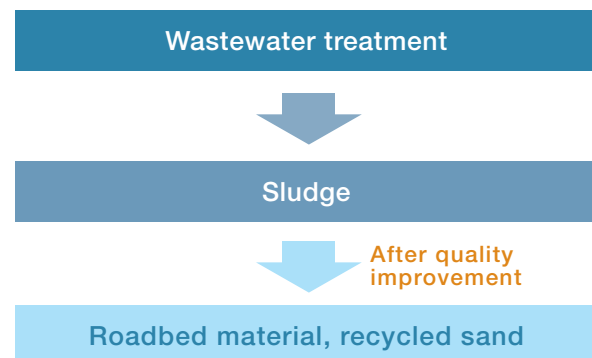 Wastewater treatment
Sludge
After quality
improvement
Roadbed material, recycled sand